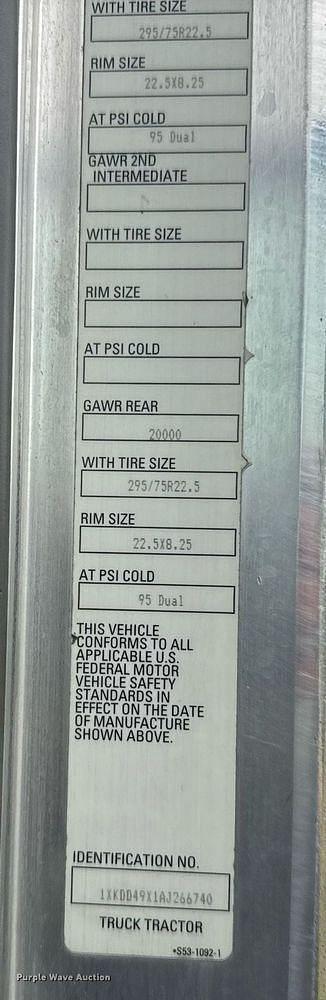 WITH TIRE SIZE
295/75R22.5
RIM SIZE
22.5X8.25
AT PSI COLD
95 Dual
GAWR 2ND
INTERMEDIATE
WITH TIRE SIZE
RIM SIZE
AT PSI COLD
GAWR REAR
20000
WITH TIRE SIZE
295/75R22.5
RIM SIZE
22.5X8.25
AT PSI COLD
95 Dual
THIS VEHICLE
CONFORMS TO ALL
APPLICABLE U.S.
FEDERAL MOTOR
VEHICLE SAFETY
STANDARDS IN
EFFECT ON THE DATE
OF MANUFACTURE
SHOWN ABOVE.
IDENTIFICATION NO.
1XKDD49X1AJ266740
TRUCK TRACTOR
•S53-1092-1
Purple Wave Auction